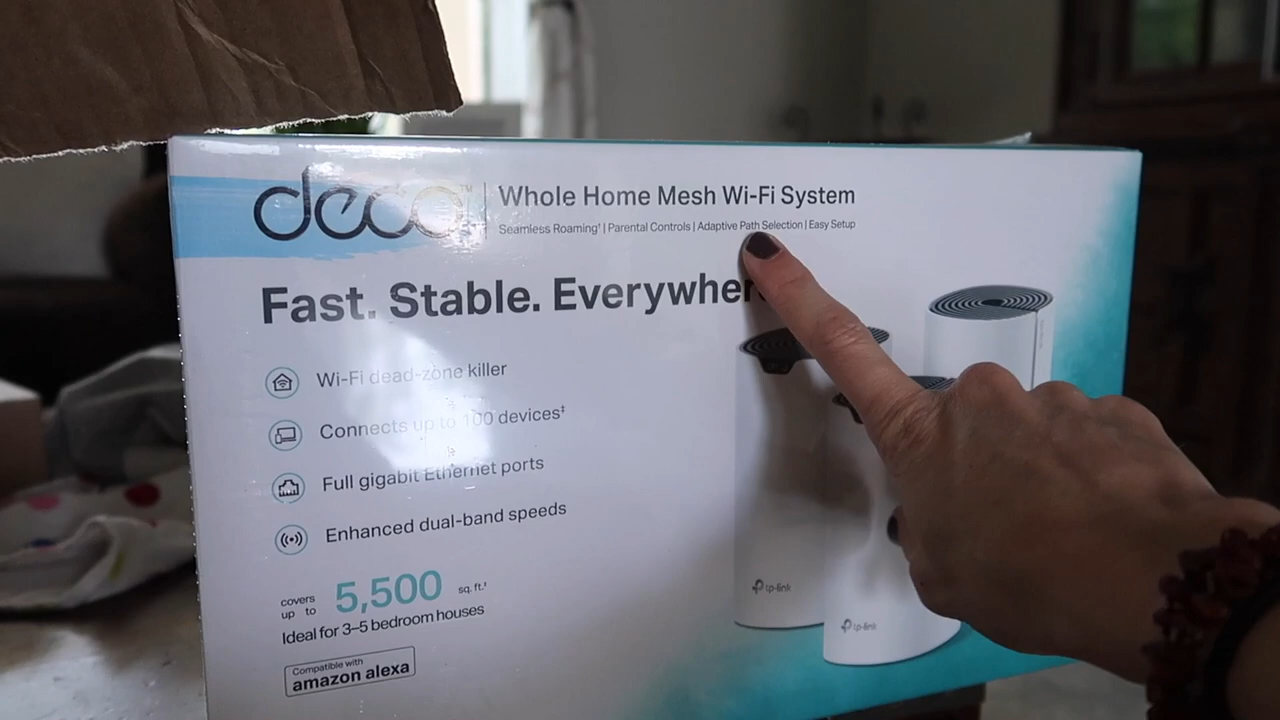 deco™
Whole Home Mesh Wi-Fi System
Seamless Roaming† | Parental Controls | Adaptive Path Selection | Easy Setup
Fast. Stable. Everywher
Wi-Fi dead-zone killer
Connects up to 100 devices‡
Full gigabit Ethernet ports
Enhanced dual-band speeds
covers up to 5,500 sq. ft.†
Ideal for 3–5 bedroom houses
Compatible with
amazon alexa
tp-link
tp-link